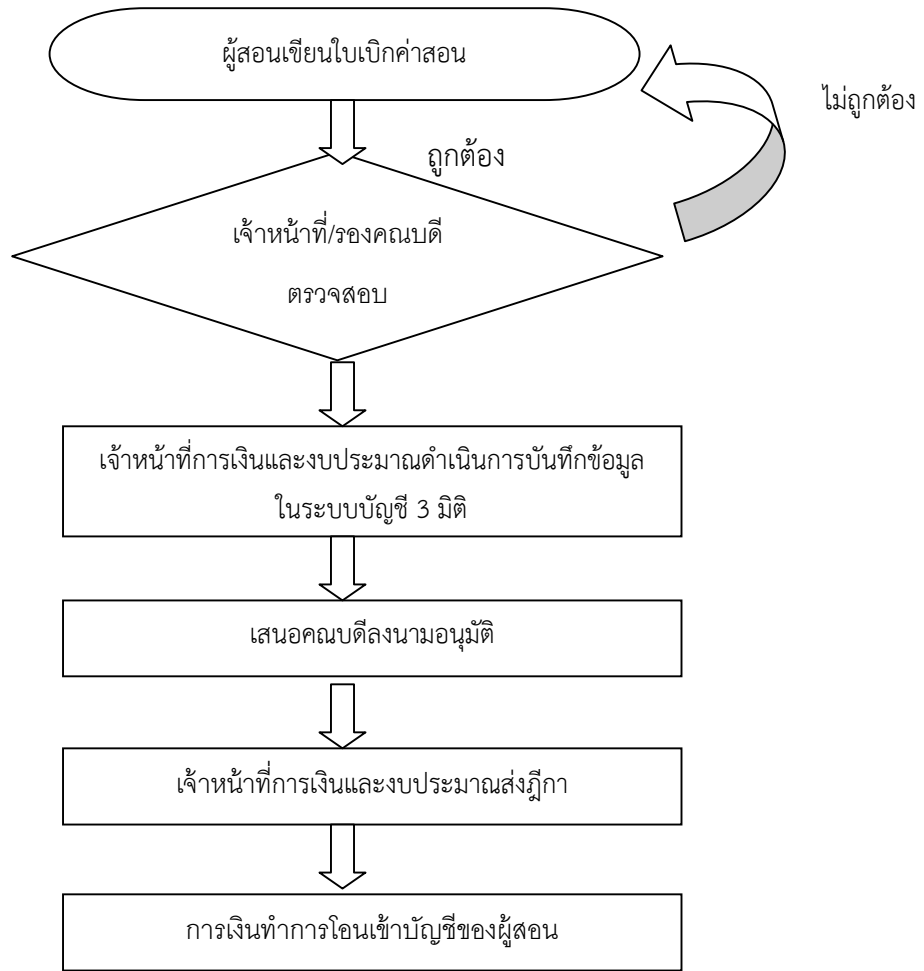 ผู้สอนเขียนใบเบิกค่าสอน
ไม่ถูกต้อง
ถูกต้อง
เจ้าหน้าที่/รองคณบดี
ตรวจสอบ
เจ้าหน้าที่การเงินและงบประมาณดำเนินการบันทึกข้อมูล
ในระบบบัญชี 3 มิติ
เสนอคณบดีลงนามอนุมัติ
เจ้าหน้าที่การเงินและงบประมาณส่งฎีกา
การเงินทำการโอนเข้าบัญชีของผู้สอน